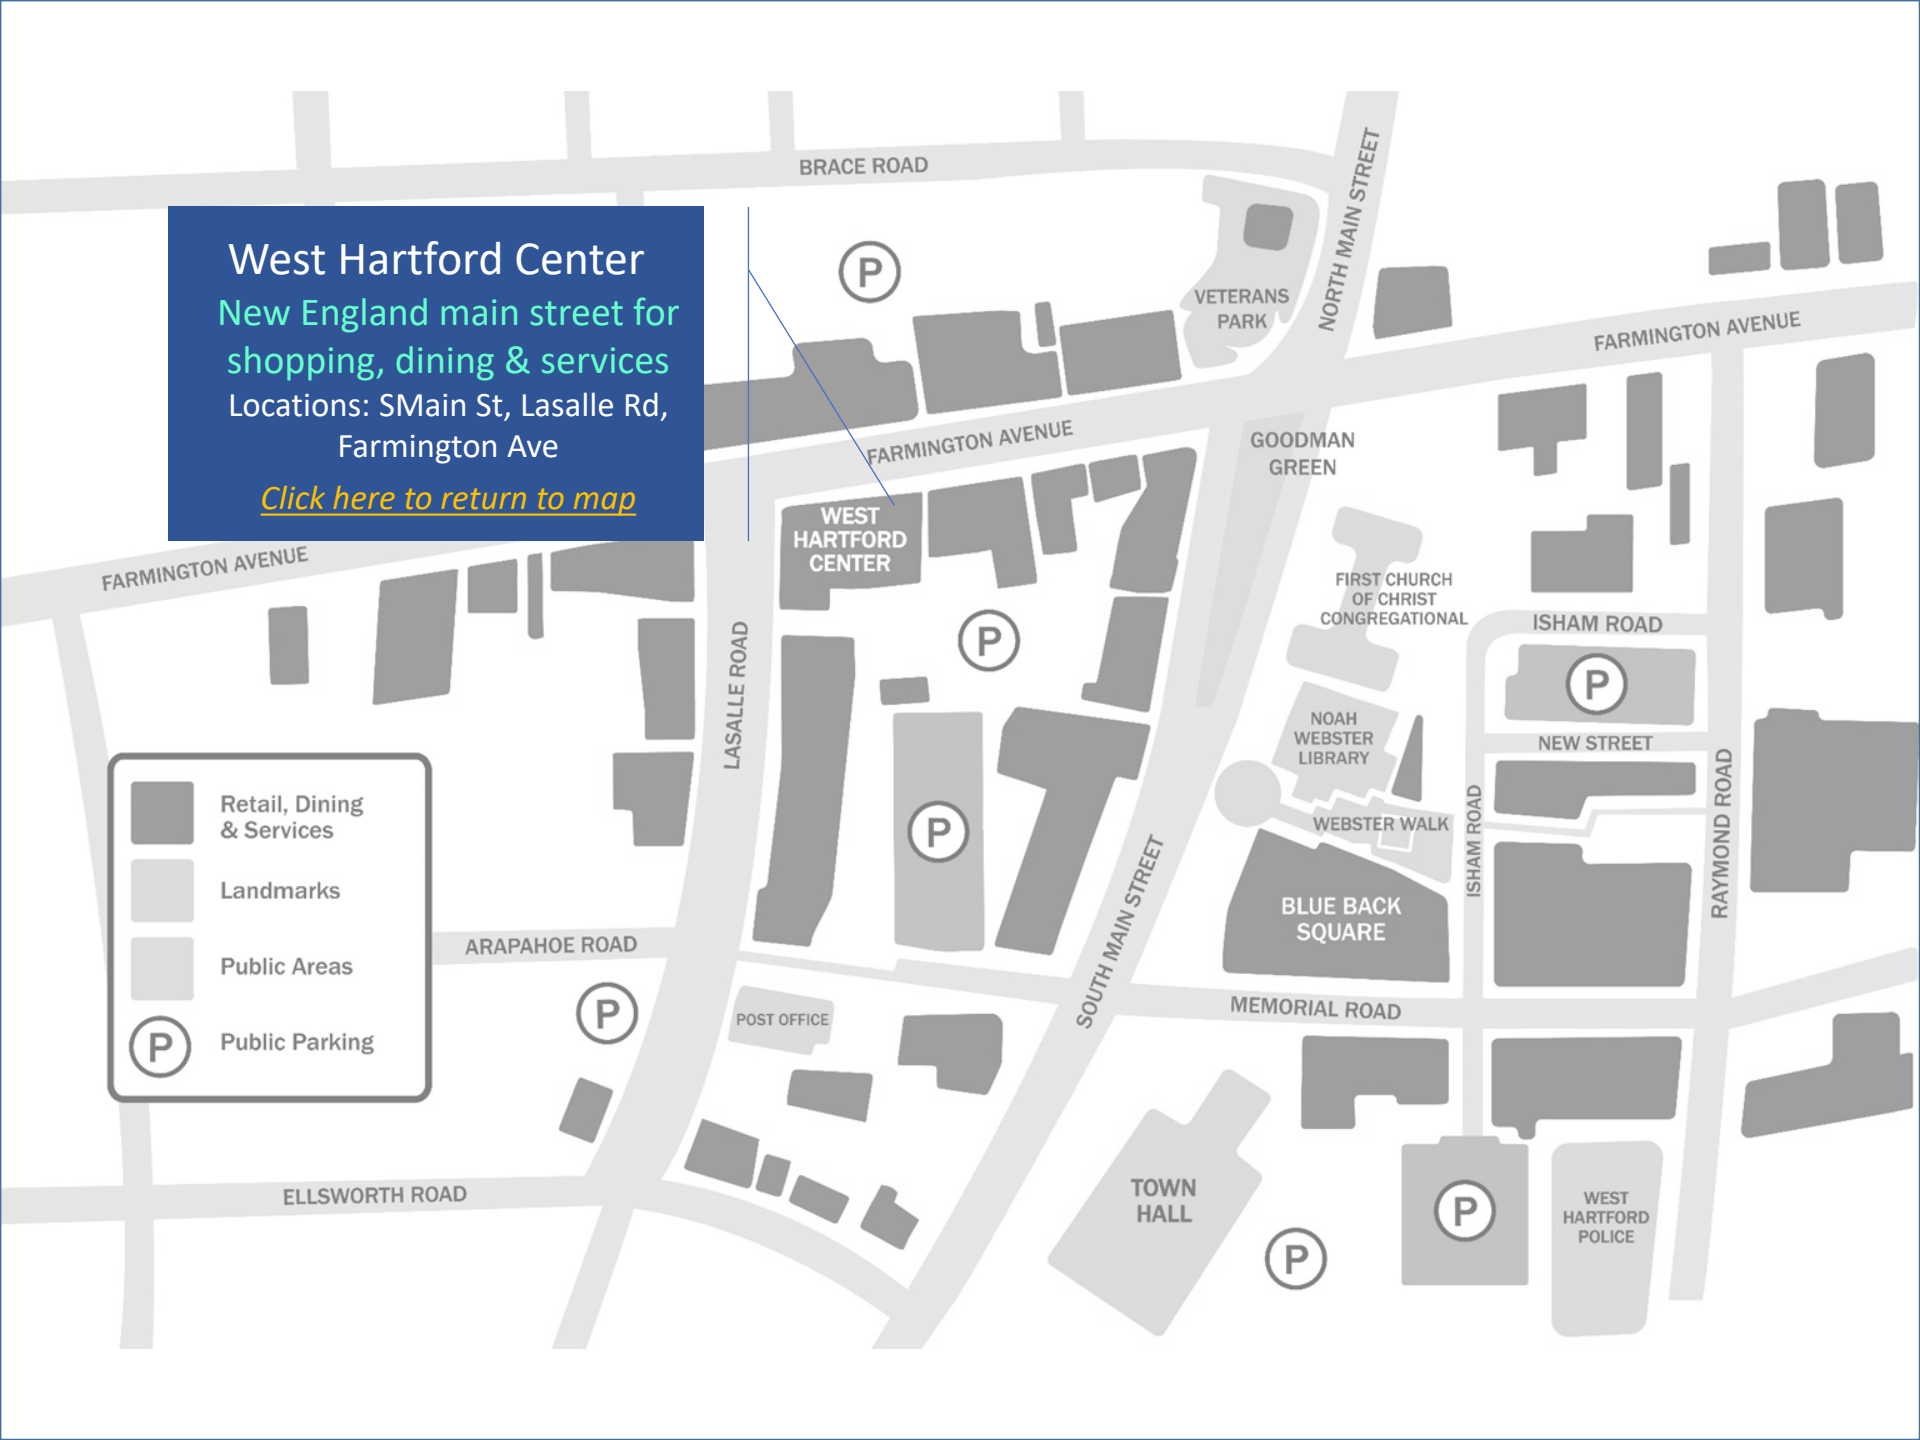 BRACE ROAD
NORTH MAIN STREET
West Hartford Center
New England main street for
shopping, dining & services
Locations: SMain St, Lasalle Rd,
Farmington Ave
Click here to return to map
P
VETERANS
PARK
FARMINGTON AVENUE
FARMINGTON AVENUE
GOODMAN
GREEN
WEST
HARTFORD
CENTER
FARMINGTON AVENUE
FIRST CHURCH
OF CHRIST
CONGREGATIONAL
ISHAM ROAD
P
P
LASALLE ROAD
NOAH
WEBSTER
LIBRARY
NEW STREET
Retail, Dining
& Services
Landmarks
Public Areas
P
Public Parking
P
WEBSTER WALK
ISHAM ROAD
RAYMOND ROAD
BLUE BACK
SQUARE
SOUTH MAIN STREET
ARAPAHOE ROAD
P
POST OFFICE
MEMORIAL ROAD
ELLSWORTH ROAD
TOWN
HALL
P
P
WEST
HARTFORD
POLICE